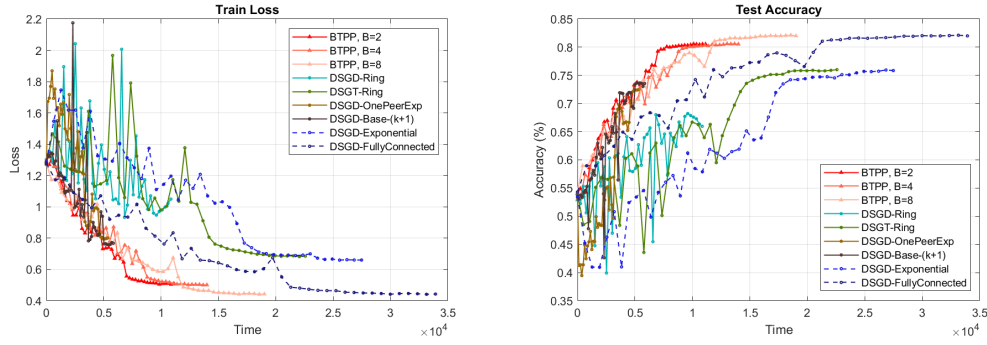 Train Loss
2.2
2
1.8
1.6
1.4
1.2
1
0.8
0.6
0.4
Loss
0
0.5
1
1.5
2
2.5
3
3.5
Time
×10^4
BTPP, B=2
BTPP, B=4
BTPP, B=8
DSGD-Ring
DSGT-Ring
DSGD-OnePeerExp
DSGD-Base-(k+1)
DSGD-Exponential
DSGD-FullyConnected
Test Accuracy
0.85
0.8
0.75
0.7
0.65
0.6
0.55
0.5
0.45
0.4
0.35
Accuracy (%)
0
0.5
1
1.5
2
2.5
3
3.5
Time
×10^4
BTPP, B=2
BTPP, B=4
BTPP, B=8
DSGD-Ring
DSGT-Ring
DSGD-OnePeerExp
DSGD-Base-(k+1)
DSGD-Exponential
DSGD-FullyConnected